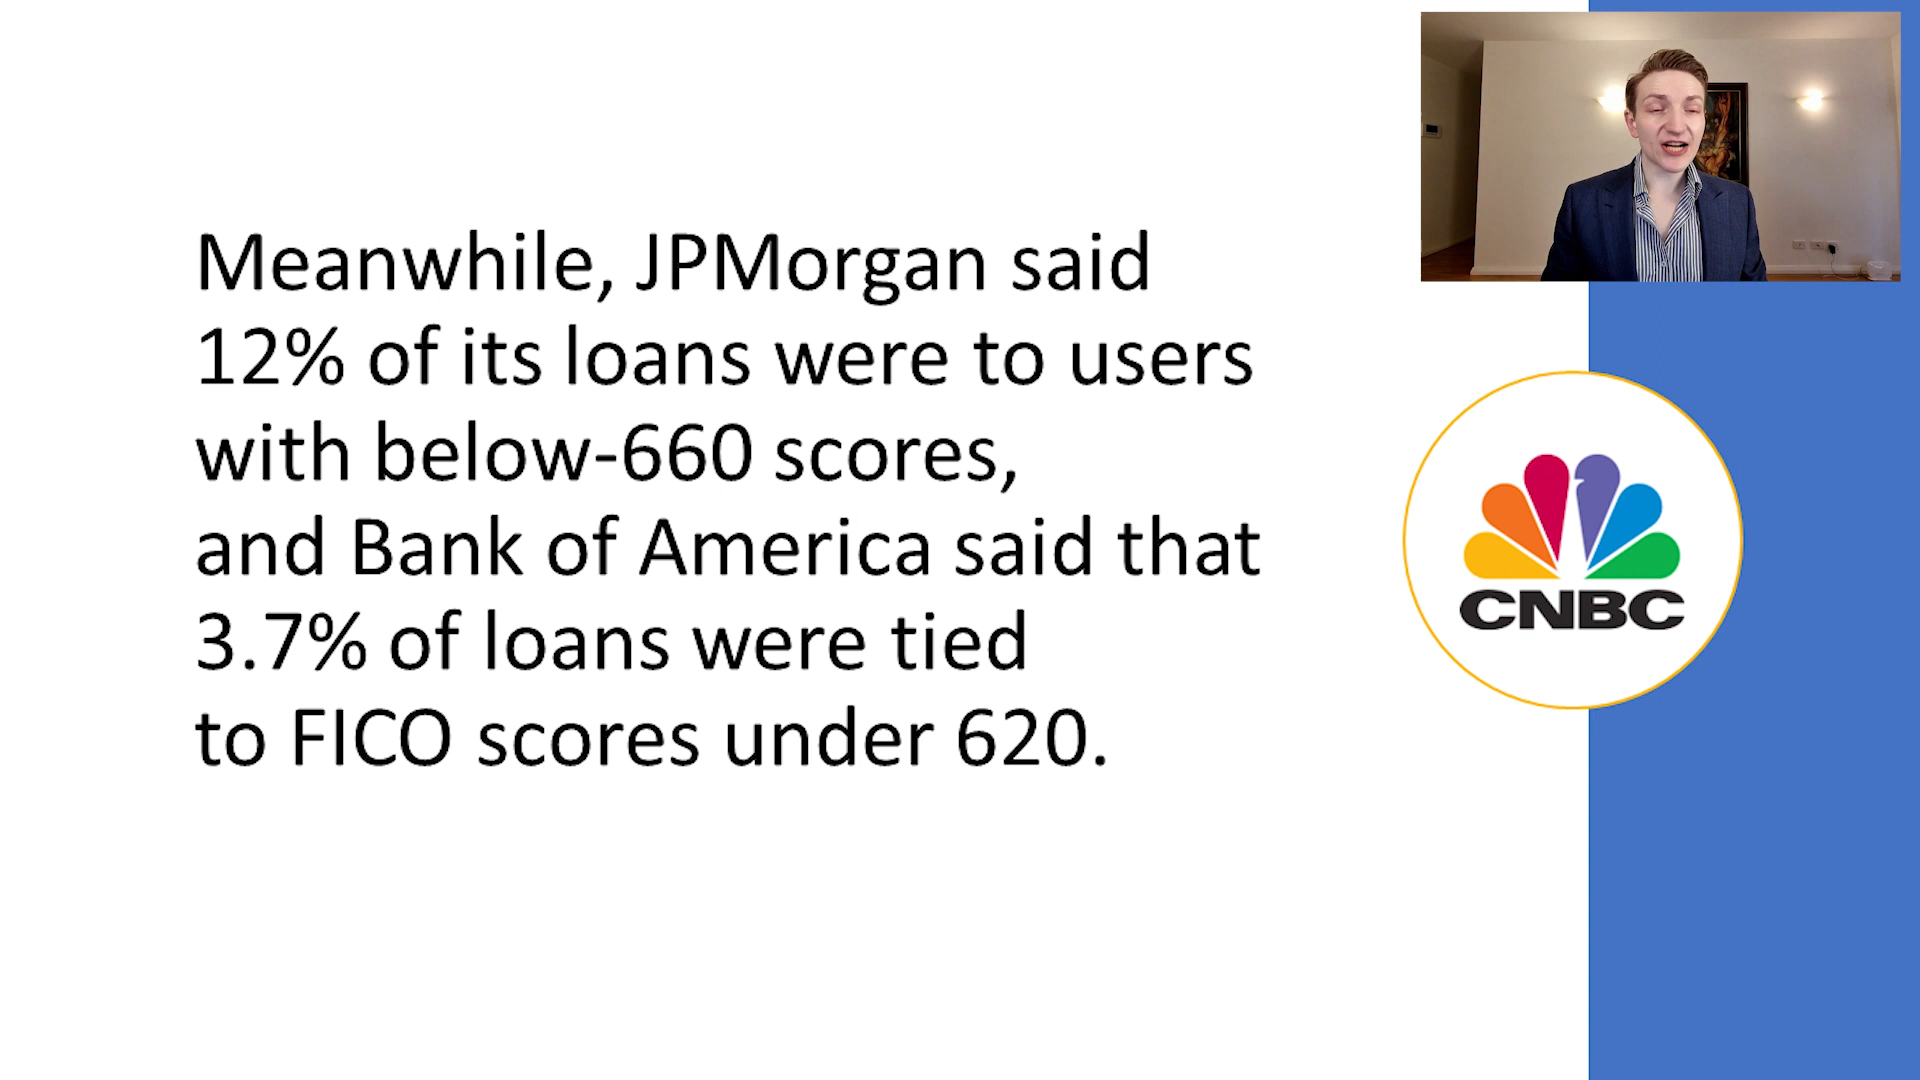 Meanwhile, JPMorgan said
12% of its loans were to users
with below-660 scores,
and Bank of America said that
3.7% of loans were tied
to FICO scores under 620.
CNBC